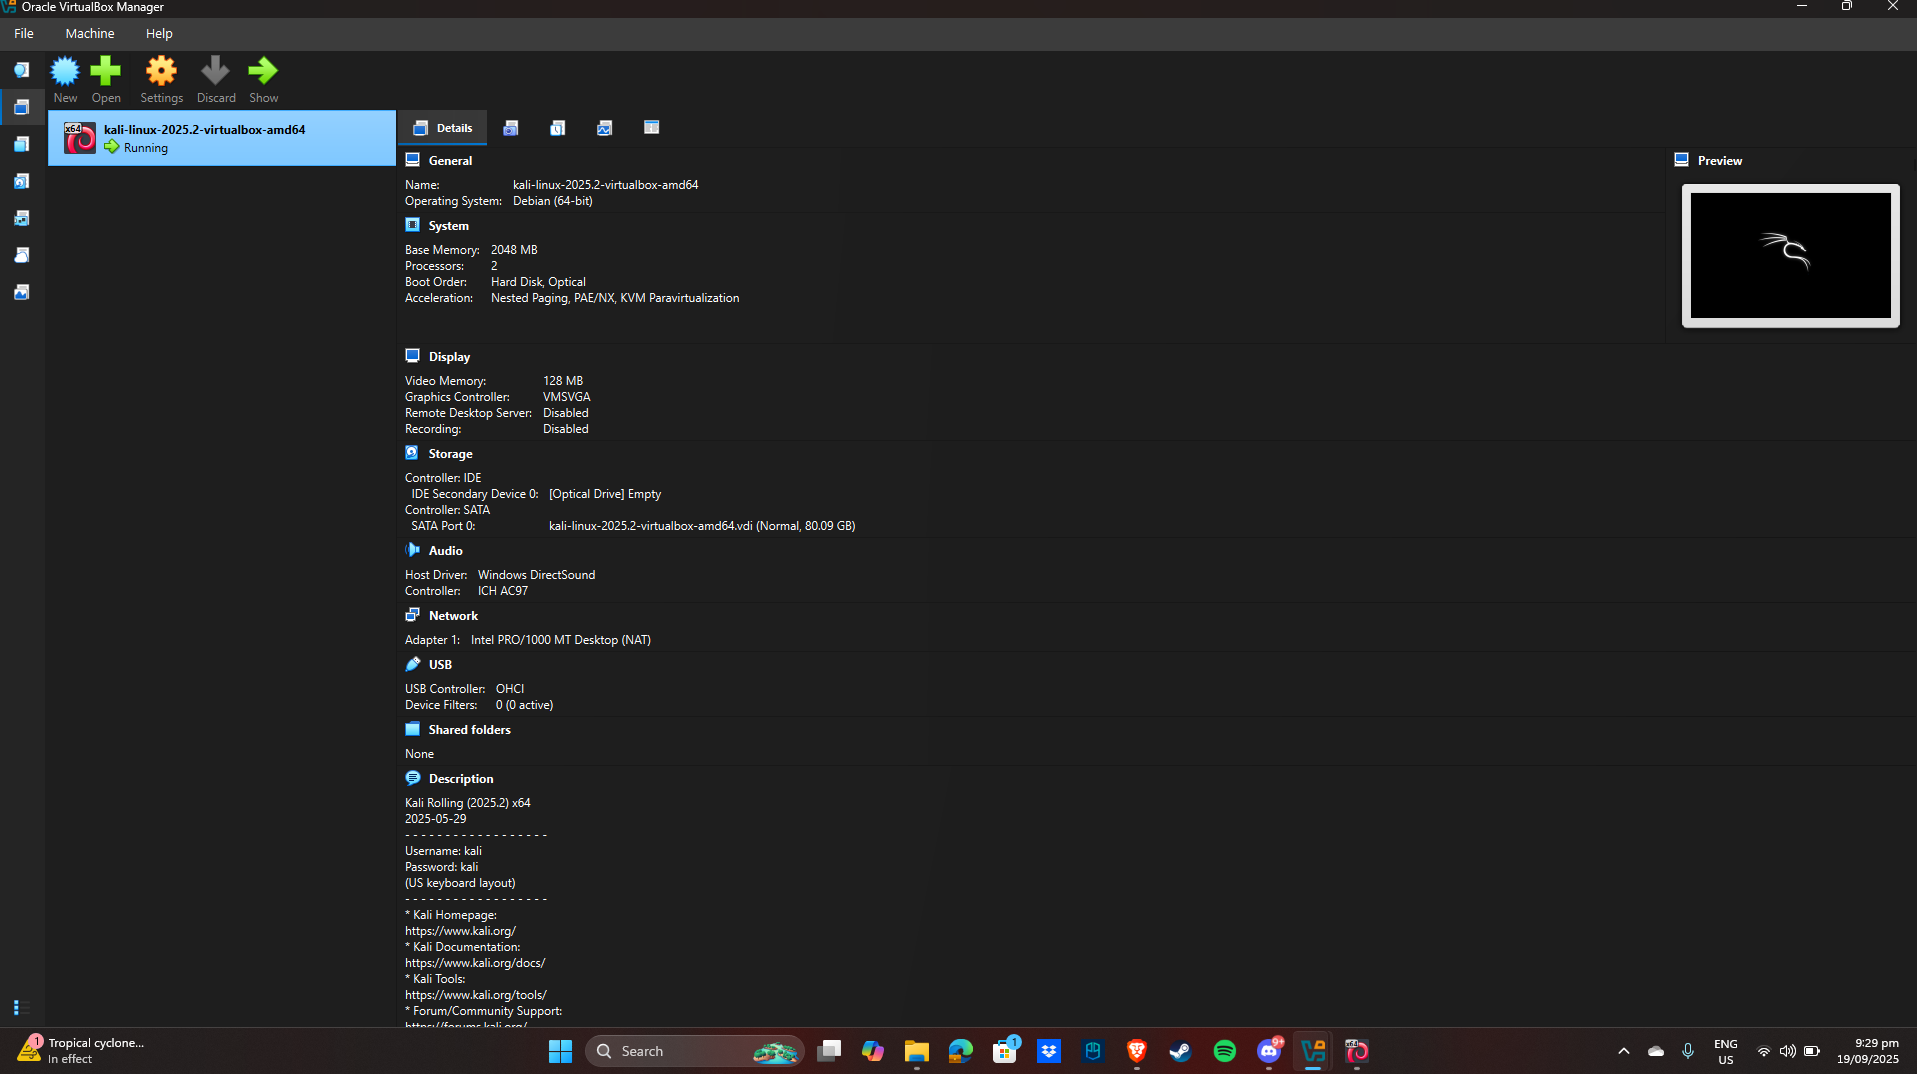 Oracle VirtualBox Manager
File Machine Help
New Open Settings Discard Show
x64 kali-linux-2025.2-virtualbox-amd64
Running
Details
General
Name: kali-linux-2025.2-virtualbox-amd64
Operating System: Debian (64-bit)
System
Base Memory: 2048 MB
Processors: 2
Boot Order: Hard Disk, Optical
Acceleration: Nested Paging, PAE/NX, KVM Paravirtualization
Preview
Display
Video Memory: 128 MB
Graphics Controller: VMSVGA
Remote Desktop Server: Disabled
Recording: Disabled
Storage
Controller: IDE
IDE Secondary Device 0: [Optical Drive] Empty
Controller: SATA
SATA Port 0: kali-linux-2025.2-virtualbox-amd64.vdi (Normal, 80.09 GB)
Audio
Host Driver: Windows DirectSound
Controller: ICH AC97
Network
Adapter 1: Intel PRO/1000 MT Desktop (NAT)
USB
USB Controller: OHCI
Device Filters: 0 (0 active)
Shared folders
None
Description
Kali Rolling (2025.2) x64
2025-05-29
- - - - - - - - - - - - - - - - - -
Username: kali
Password: kali
(US keyboard layout)
- - - - - - - - - - - - - - - - - -
* Kali Homepage:
https://www.kali.org/
* Kali Documentation:
https://www.kali.org/docs/
* Kali Tools:
https://www.kali.org/tools/
* Forum/Community Support:
https://forums.kali.org/
1 Tropical cyclone...
In effect
Search
1
9+
x64
ENG
US
9:29 pm
19/09/2025